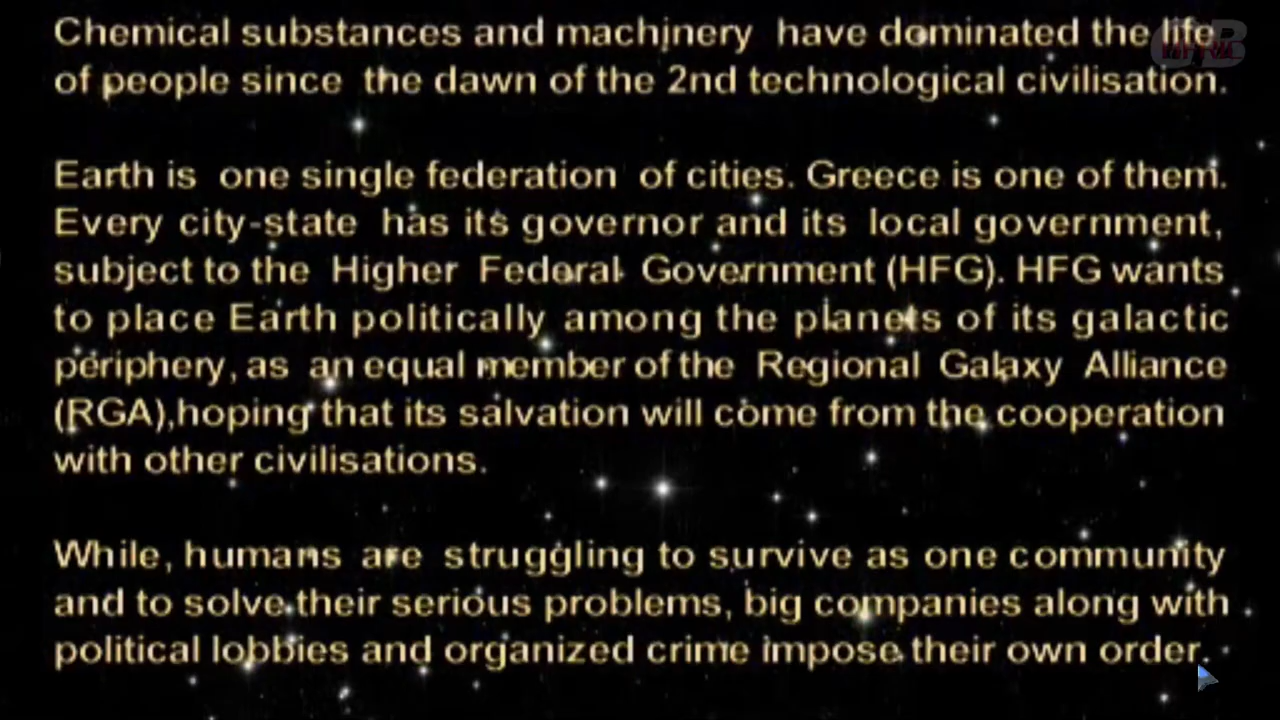 Chemical substances and machinery have dominated the life
of people since the dawn of the 2nd technological civilisation.
Earth is one single federation of cities. Greece is one of them.
Every city-state has its governor and its local government,
subject to the Higher Federal Government (HFG). HFG wants
to place Earth politically among the planets of its galactic
periphery, as an equal member of the Regional Galaxy Alliance
(RGA),hoping that its salvation will come from the cooperation
with other civilisations.
While, humans are struggling to survive as one community
and to solve their serious problems, big companies along with
political lobbies and organized crime impose their own order.